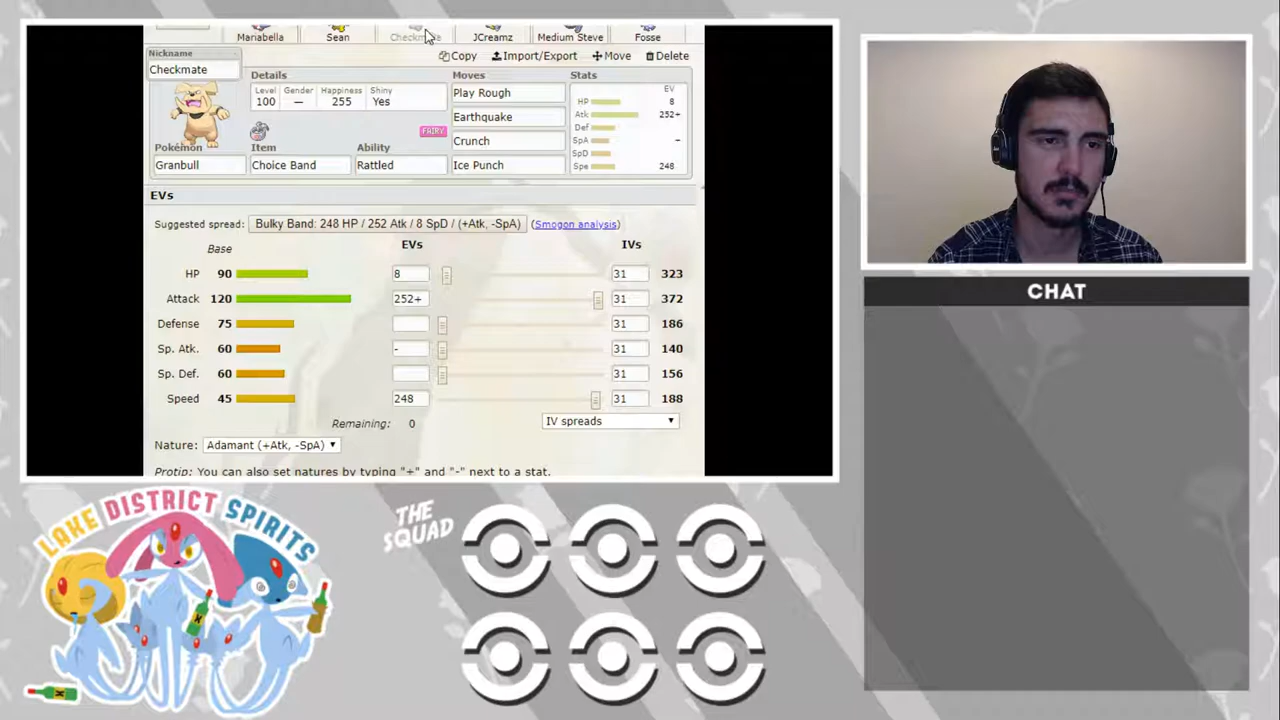 Mariabella Sean Checkmate JCreamz Medium Steve Fosse
Nickname
Checkmate
Copy Import/Export Move Delete
Details
Level Gender Happiness Shiny
100 — 255 Yes
FAIRY
Pokémon Item Ability
Granbull Choice Band Rattled
Moves
Play Rough
Earthquake
Crunch
Ice Punch
Stats
EV
HP 8
Atk 252+
Def
SpA –
SpD
Spe 248
EVs
Suggested spread: Bulky Band: 248 HP / 252 Atk / 8 SpD / (+Atk, -SpA) (Smogon analysis)
Base EVs IVs
HP 90 8 31 323
Attack 120 252+ 31 372
Defense 75 31 186
Sp. Atk. 60 - 31 140
Sp. Def. 60 31 156
Speed 45 248 31 188
Remaining: 0 IV spreads
Nature: Adamant (+Atk, -SpA)
Protip: You can also set natures by typing "+" and "-" next to a stat.
CHAT
LAKE DISTRICT SPIRITS
X
X
X
THE
SQUAD